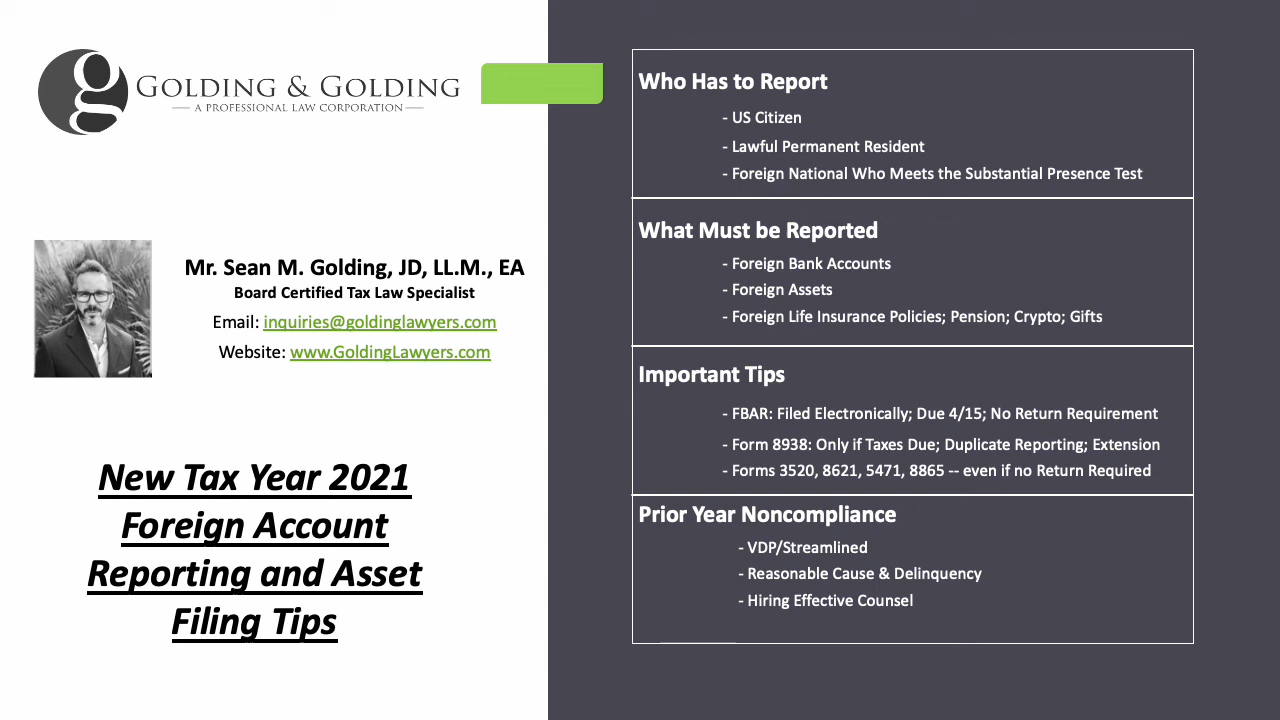 GOLDING & GOLDING
A PROFESSIONAL LAW CORPORATION
Mr. Sean M. Golding, JD, LL.M., EA
Board Certified Tax Law Specialist
Email: inquiries@goldinglawyers.com
Website: www.GoldingLawyers.com
New Tax Year 2021
Foreign Account
Reporting and Asset
Filing Tips
Who Has to Report
- US Citizen
- Lawful Permanent Resident
- Foreign National Who Meets the Substantial Presence Test
What Must be Reported
- Foreign Bank Accounts
- Foreign Assets
- Foreign Life Insurance Policies; Pension; Crypto; Gifts
Important Tips
- FBAR: Filed Electronically; Due 4/15; No Return Requirement
- Form 8938: Only if Taxes Due; Duplicate Reporting; Extension
- Forms 3520, 8621, 5471, 8865 -- even if no Return Required
Prior Year Noncompliance
- VDP/Streamlined
- Reasonable Cause & Delinquency
- Hiring Effective Counsel